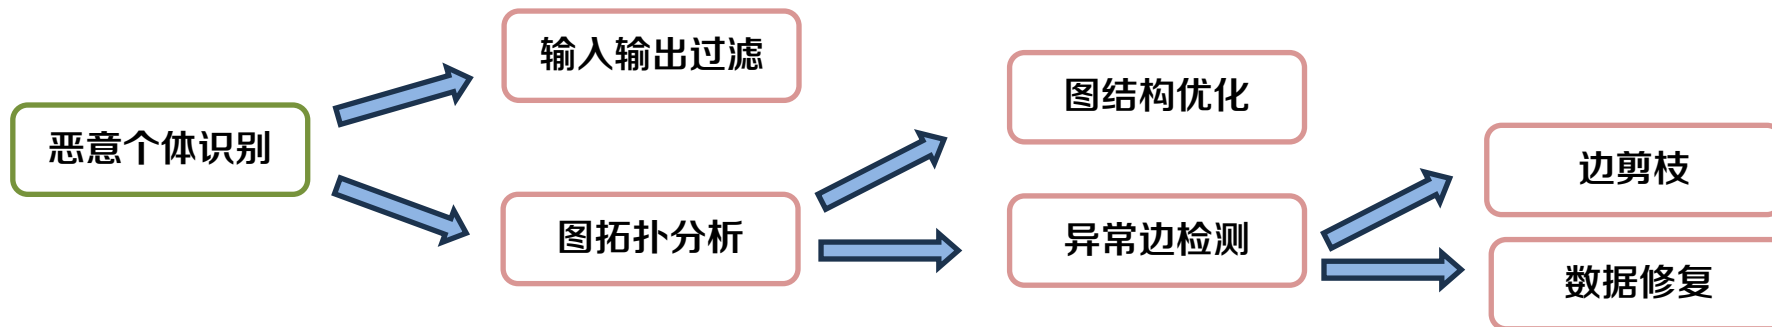 恶意个体识别
输入输出过滤
图拓扑分析
图结构优化
异常边检测
边剪枝
数据修复